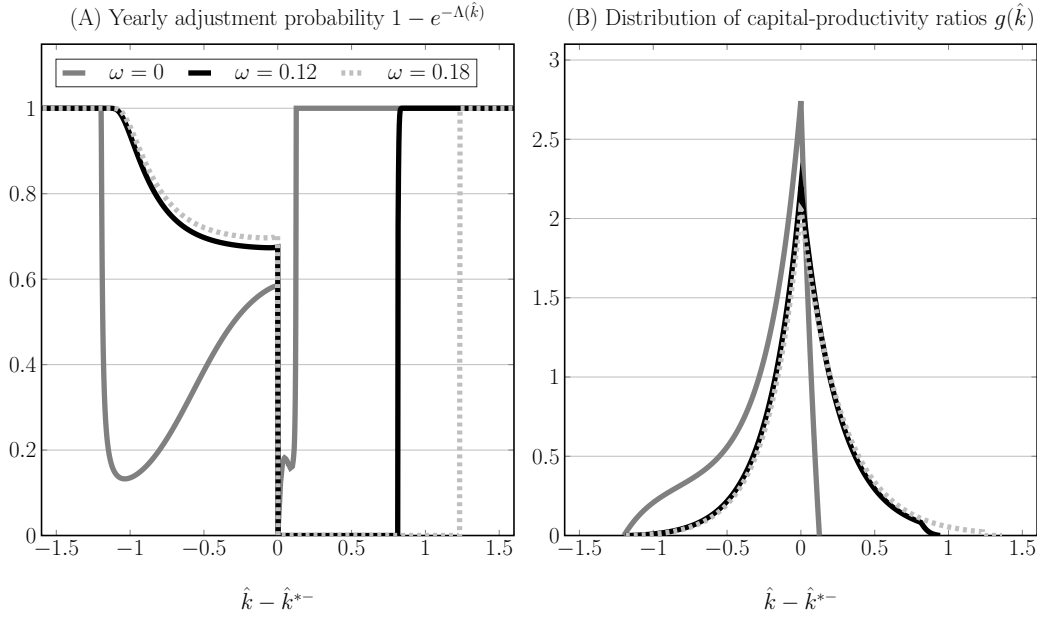 (A) Yearly adjustment probability 1 − e^{−Λ(k̂)}
ω = 0 ω = 0.12 ω = 0.18
1
0.8
0.6
0.4
0.2
0
−1.5 −1 −0.5 0 0.5 1 1.5
k̂ − k̂*−
(B) Distribution of capital-productivity ratios g(k̂)
3
2.5
2
1.5
1
0.5
0
−1.5 −1 −0.5 0 0.5 1 1.5
k̂ − k̂*−